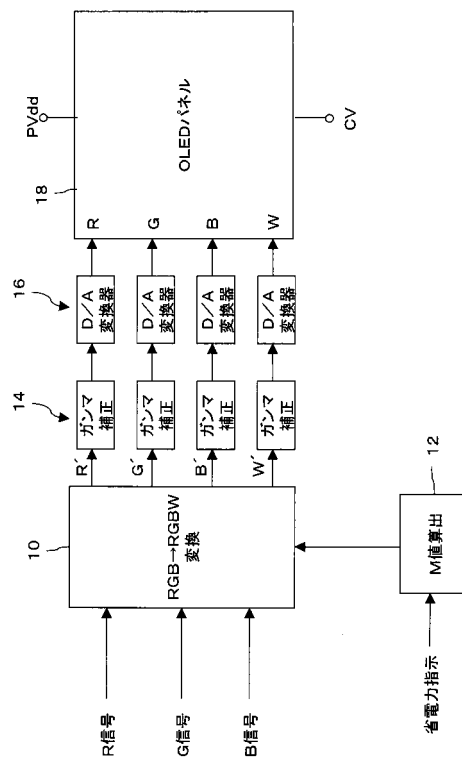 R信号
G信号
B信号
10
RGB→RGBW
変換
省電力指示
M値算出
12
R´
G´
B´
W´
14
ガンマ
補正
ガンマ
補正
ガンマ
補正
ガンマ
補正
16
D/A
変換器
D/A
変換器
D/A
変換器
D/A
変換器
18
R
G
B
W
OLEDパネル
PVdd
CV